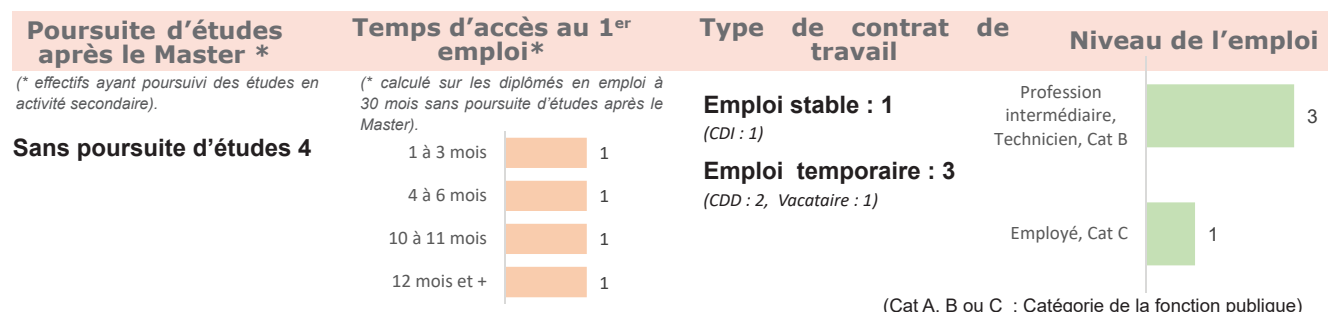 Poursuite d'études
après le Master *
(* effectifs ayant poursuivi des études en
activité secondaire).
Sans poursuite d'études 4
Temps d'accès au 1er
emploi*
(* calculé sur les diplômés en emploi à
30 mois sans poursuite d'études après le
Master).
1 à 3 mois 1
4 à 6 mois 1
10 à 11 mois 1
12 mois et + 1
Type de contrat de
travail
Emploi stable : 1
(CDI : 1)
Emploi temporaire : 3
(CDD : 2, Vacataire : 1)
Niveau de l'emploi
Profession
intermédiaire,
Technicien, Cat B
3
Employé, Cat C 1
(Cat A, B ou C : Catégorie de la fonction publique)